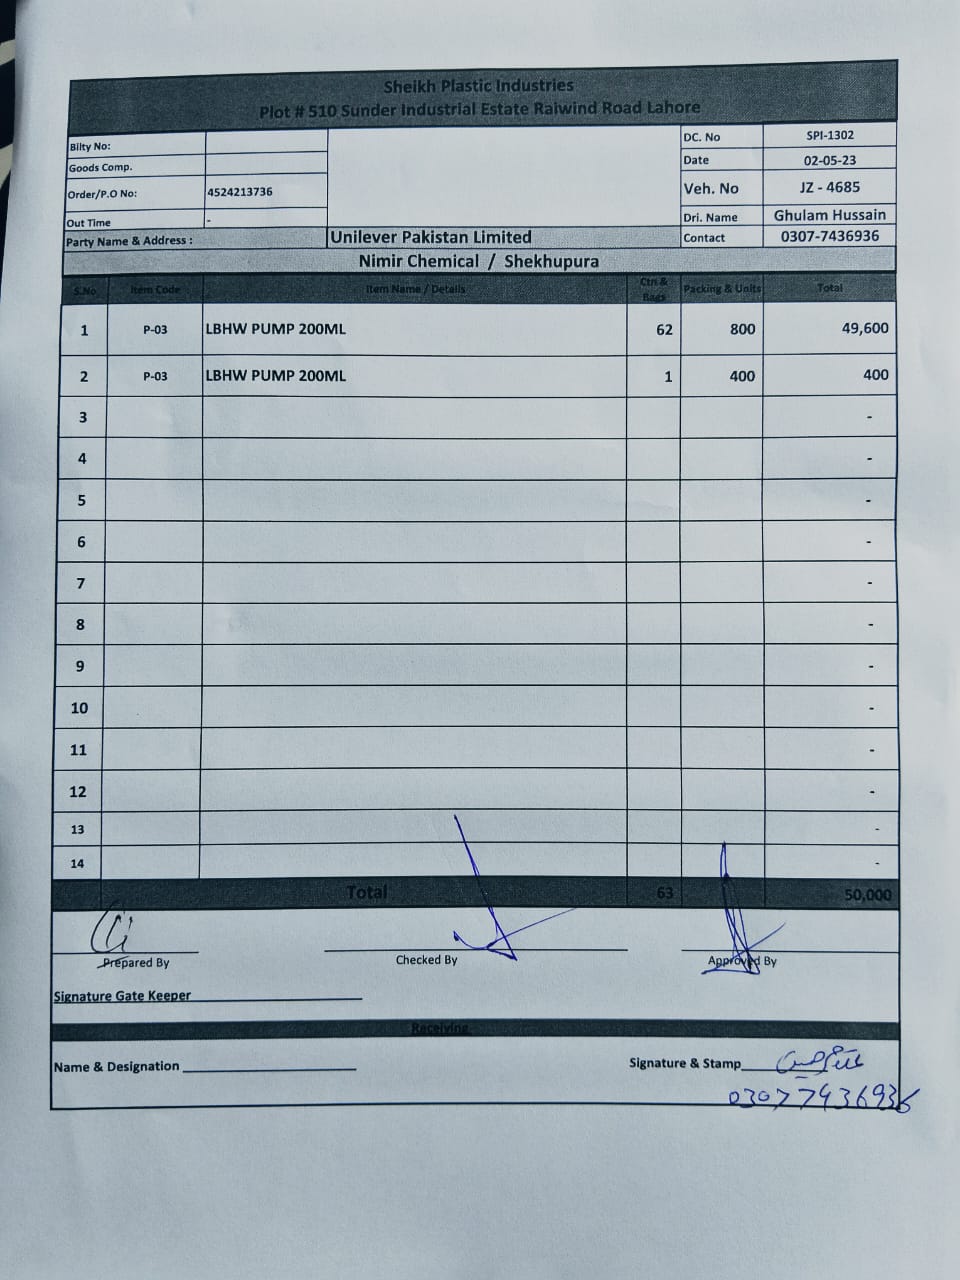 Sheikh Plastic Industries
Plot # 510 Sunder Industrial Estate Raiwind Road Lahore
Bilty No:
Goods Comp.
Order/P.O No: 4524213736
Out Time -
DC. No SPI-1302
Date 02-05-23
Veh. No JZ - 4685
Dri. Name Ghulam Hussain
Party Name & Address : Unilever Pakistan Limited
Contact 0307-7436936
Nimir Chemical / Shekhupura
S.No Item Code Item Name / Details Ctn & Bags Packing & Units Total
1 P-03 LBHW PUMP 200ML 62 800 49,600
2 P-03 LBHW PUMP 200ML 1 400 400
3 -
4 -
5 -
6 -
7 -
8 -
9 -
10 -
11 -
12 -
13 -
14 -
Total 63 50,000
Prepared By Checked By Approved By
Signature Gate Keeper
Receiving
Name & Designation Signature & Stamp
03077436936